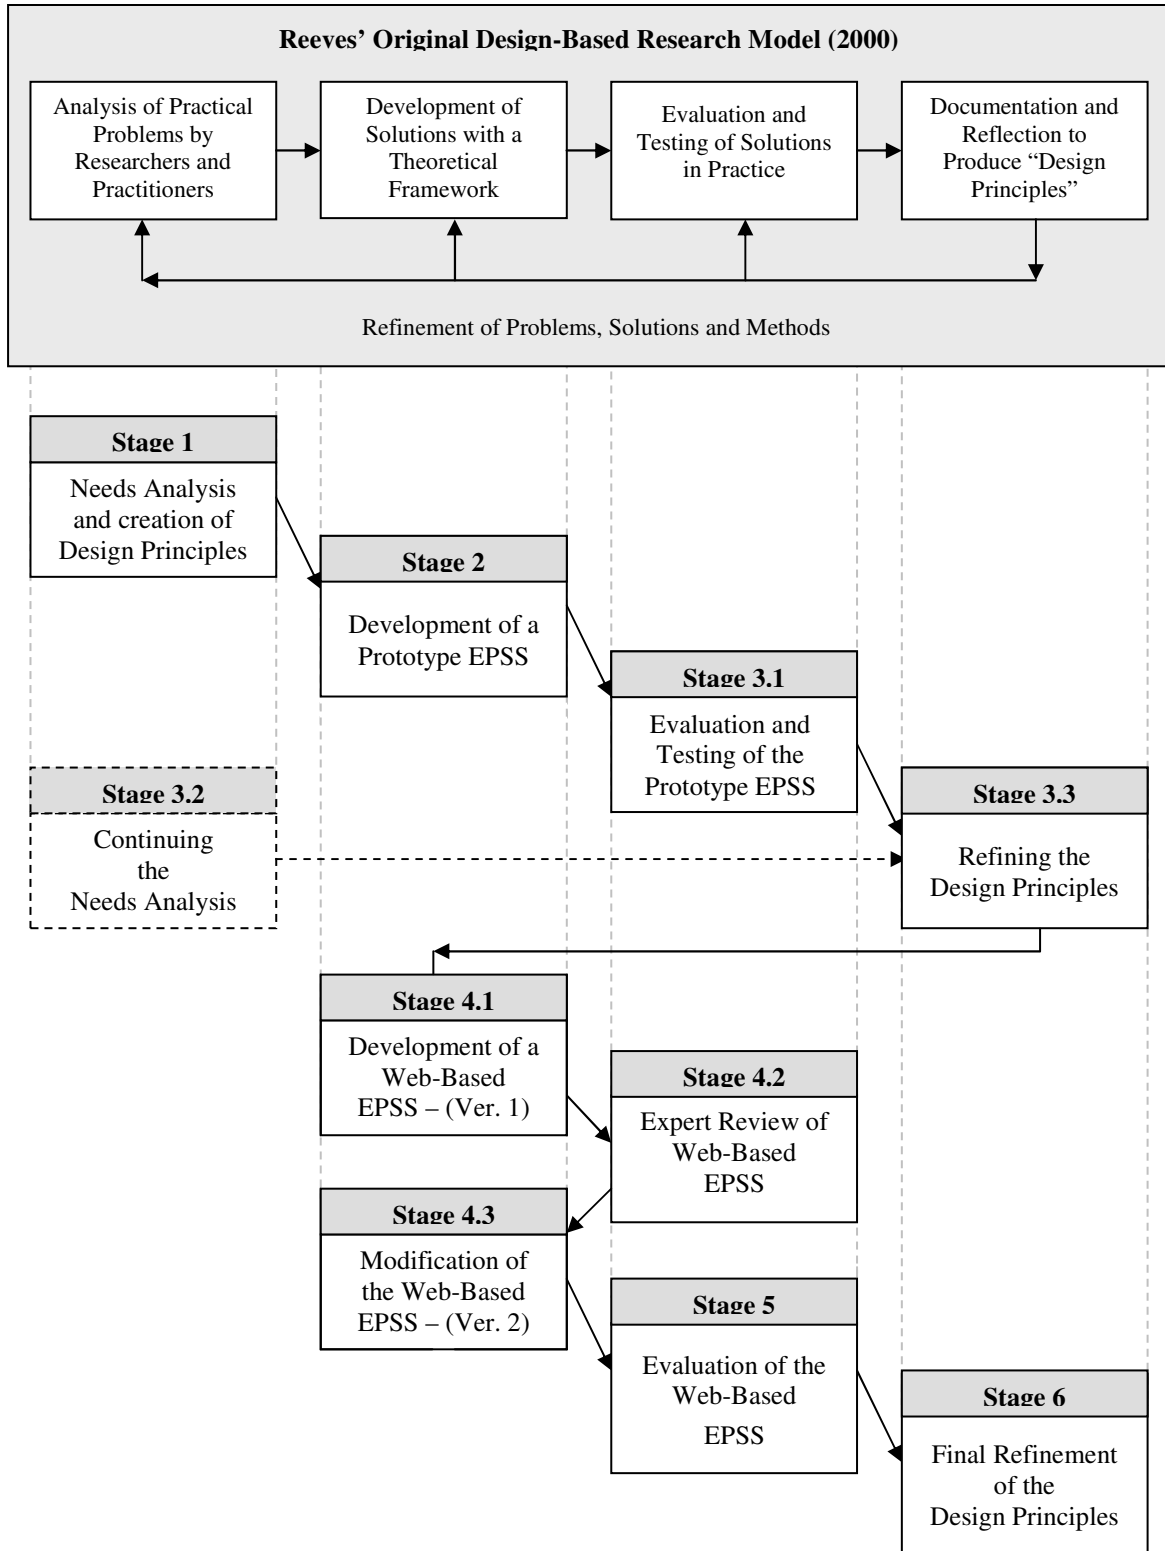 Reeves’ Original Design-Based Research Model (2000)
Analysis of Practical
Problems by
Researchers and
Practitioners
Development of
Solutions with a
Theoretical
Framework
Evaluation and
Testing of Solutions
in Practice
Documentation and
Reflection to
Produce “Design
Principles”
Refinement of Problems, Solutions and Methods
Stage 1
Needs Analysis
and creation of
Design Principles
Stage 2
Development of a
Prototype EPSS
Stage 3.1
Evaluation and
Testing of the
Prototype EPSS
Stage 3.2
Continuing
the
Needs Analysis
Stage 3.3
Refining the
Design Principles
Stage 4.1
Development of a
Web-Based
EPSS – (Ver. 1)
Stage 4.2
Expert Review of
Web-Based
EPSS
Stage 4.3
Modification of
the Web-Based
EPSS – (Ver. 2)
Stage 5
Evaluation of the
Web-Based
EPSS
Stage 6
Final Refinement
of the
Design Principles